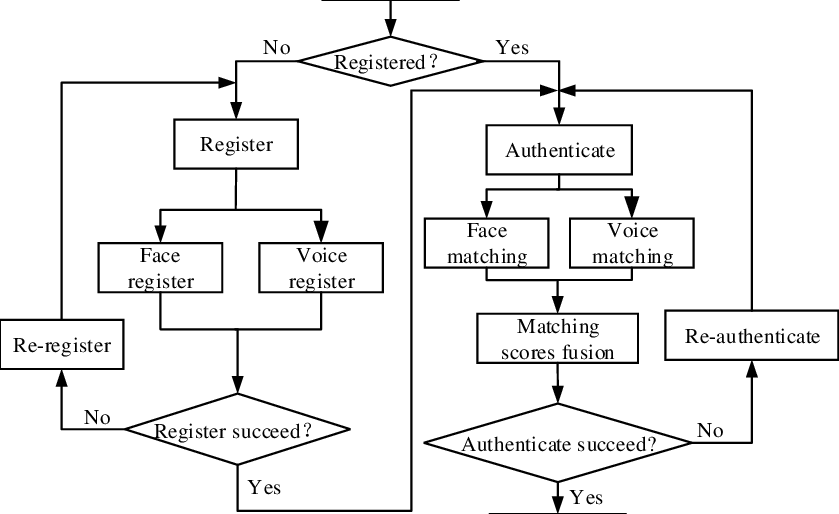 No
Yes
Registered?
Register
Authenticate
Face
register
Voice
register
Face
matching
Voice
matching
Re-register
Matching
scores fusion
Re-authenticate
No
Register succeed?
Authenticate succeed?
No
Yes
Yes